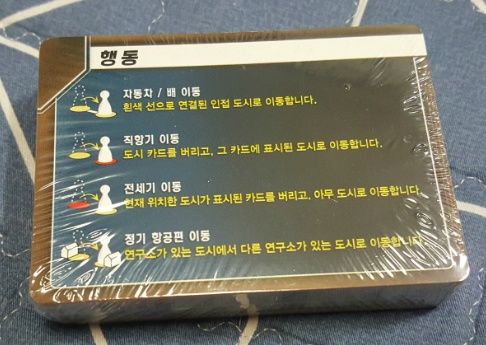 행동
자동차 / 배 이동
흰색 선으로 연결된 인접 도시로 이동합니다.
직항기 이동
도시 카드를 버리고, 그 카드에 표시된 도시로 이동합니다.
전세기 이동
현재 위치한 도시가 표시된 카드를 버리고, 아무 도시로 이동합니다.
정기 항공편 이동
연구소가 있는 도시에서 다른 연구소가 있는 도시로 이동합니다.